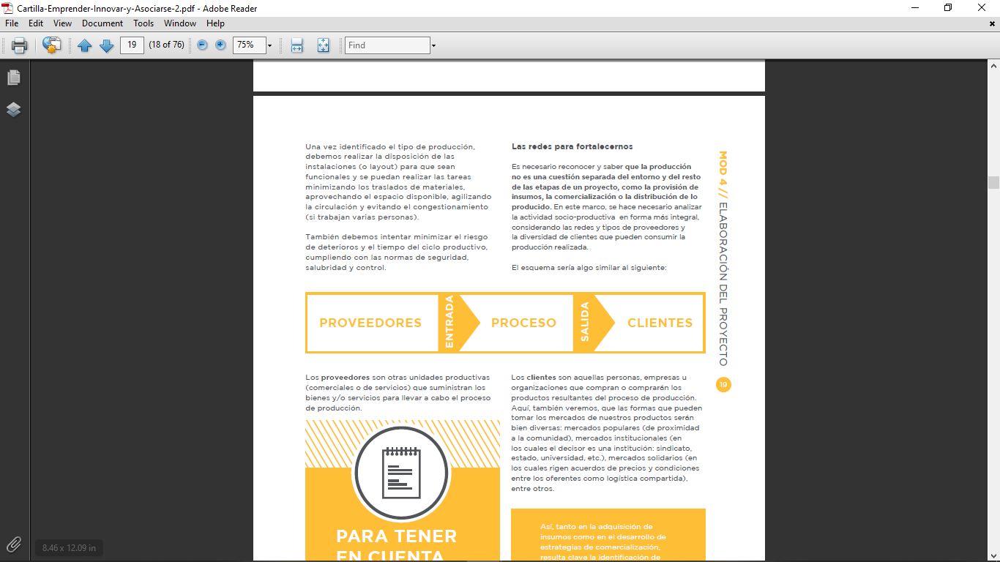 Cartilla-Emprender-Innovar-y-Asociarse-2.pdf - Adobe Reader
File Edit View Document Tools Window Help
19 (18 of 76) 75% Find
Una vez identificado el tipo de producción,
debemos realizar la disposición de las
instalaciones (o layout) para que sean
funcionales y se puedan realizar las tareas
minimizando los traslados de materiales,
aprovechando el espacio disponible, agilizando
la circulación y evitando el congestionamiento
(si trabajan varias personas).
También debemos intentar minimizar el riesgo
de deterioros y el tiempo del ciclo productivo,
cumpliendo con las normas de seguridad,
salubridad y control.
Las redes para fortalecernos
Es necesario reconocer y saber que la producción
no es una cuestión separada del entorno y del resto
de las etapas de un proyecto, como la provisión de
insumos, la comercialización o la distribución de lo
producido. En este marco, se hace necesario analizar
la actividad socio-productiva en forma más integral,
considerando las redes y tipos de proveedores y
la diversidad de clientes que pueden consumir la
producción realizada.
El esquema sería algo similar al siguiente:
MOD 4 // ELABORACIÓN DEL PROYECTO
19
PROVEEDORES
ENTRADA
PROCESO
SALIDA
CLIENTES
Los proveedores son otras unidades productivas
(comerciales o de servicios) que suministran los
bienes y/o servicios para llevar a cabo el proceso
de producción.
PARA TENER
EN CUENTA
Los clientes son aquellas personas, empresas u
organizaciones que compran o comprarán los
productos resultantes del proceso de producción.
Aquí, también veremos, que las formas que pueden
tomar los mercados de nuestros productos serán
bien diversas: mercados populares (de proximidad
a la comunidad), mercados institucionales (en
los cuales el decisor es una institución: sindicato,
estado, universidad, etc.), mercados solidarios (en
los cuales rigen acuerdos de precios y condiciones
entre los oferentes como logística compartida),
entre otros.
Así, tanto en la adquisición de
insumos como en el desarrollo de
estrategias de comercialización,
resulta clave la identificación de
8.46 x 12.09 in